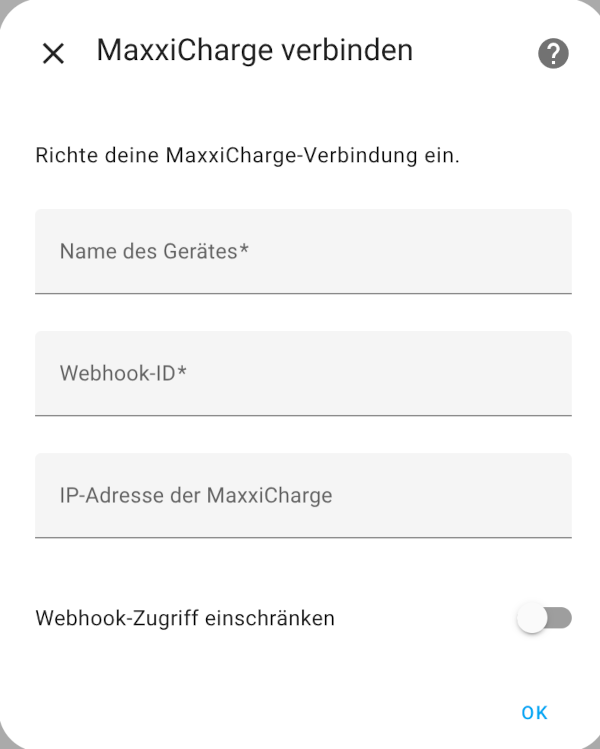 MaxxiCharge verbinden
Richte deine MaxxiCharge-Verbindung ein.
Name des Gerätes*
Webhook-ID*
IP-Adresse der MaxxiCharge
Webhook-Zugriff einschränken
OK